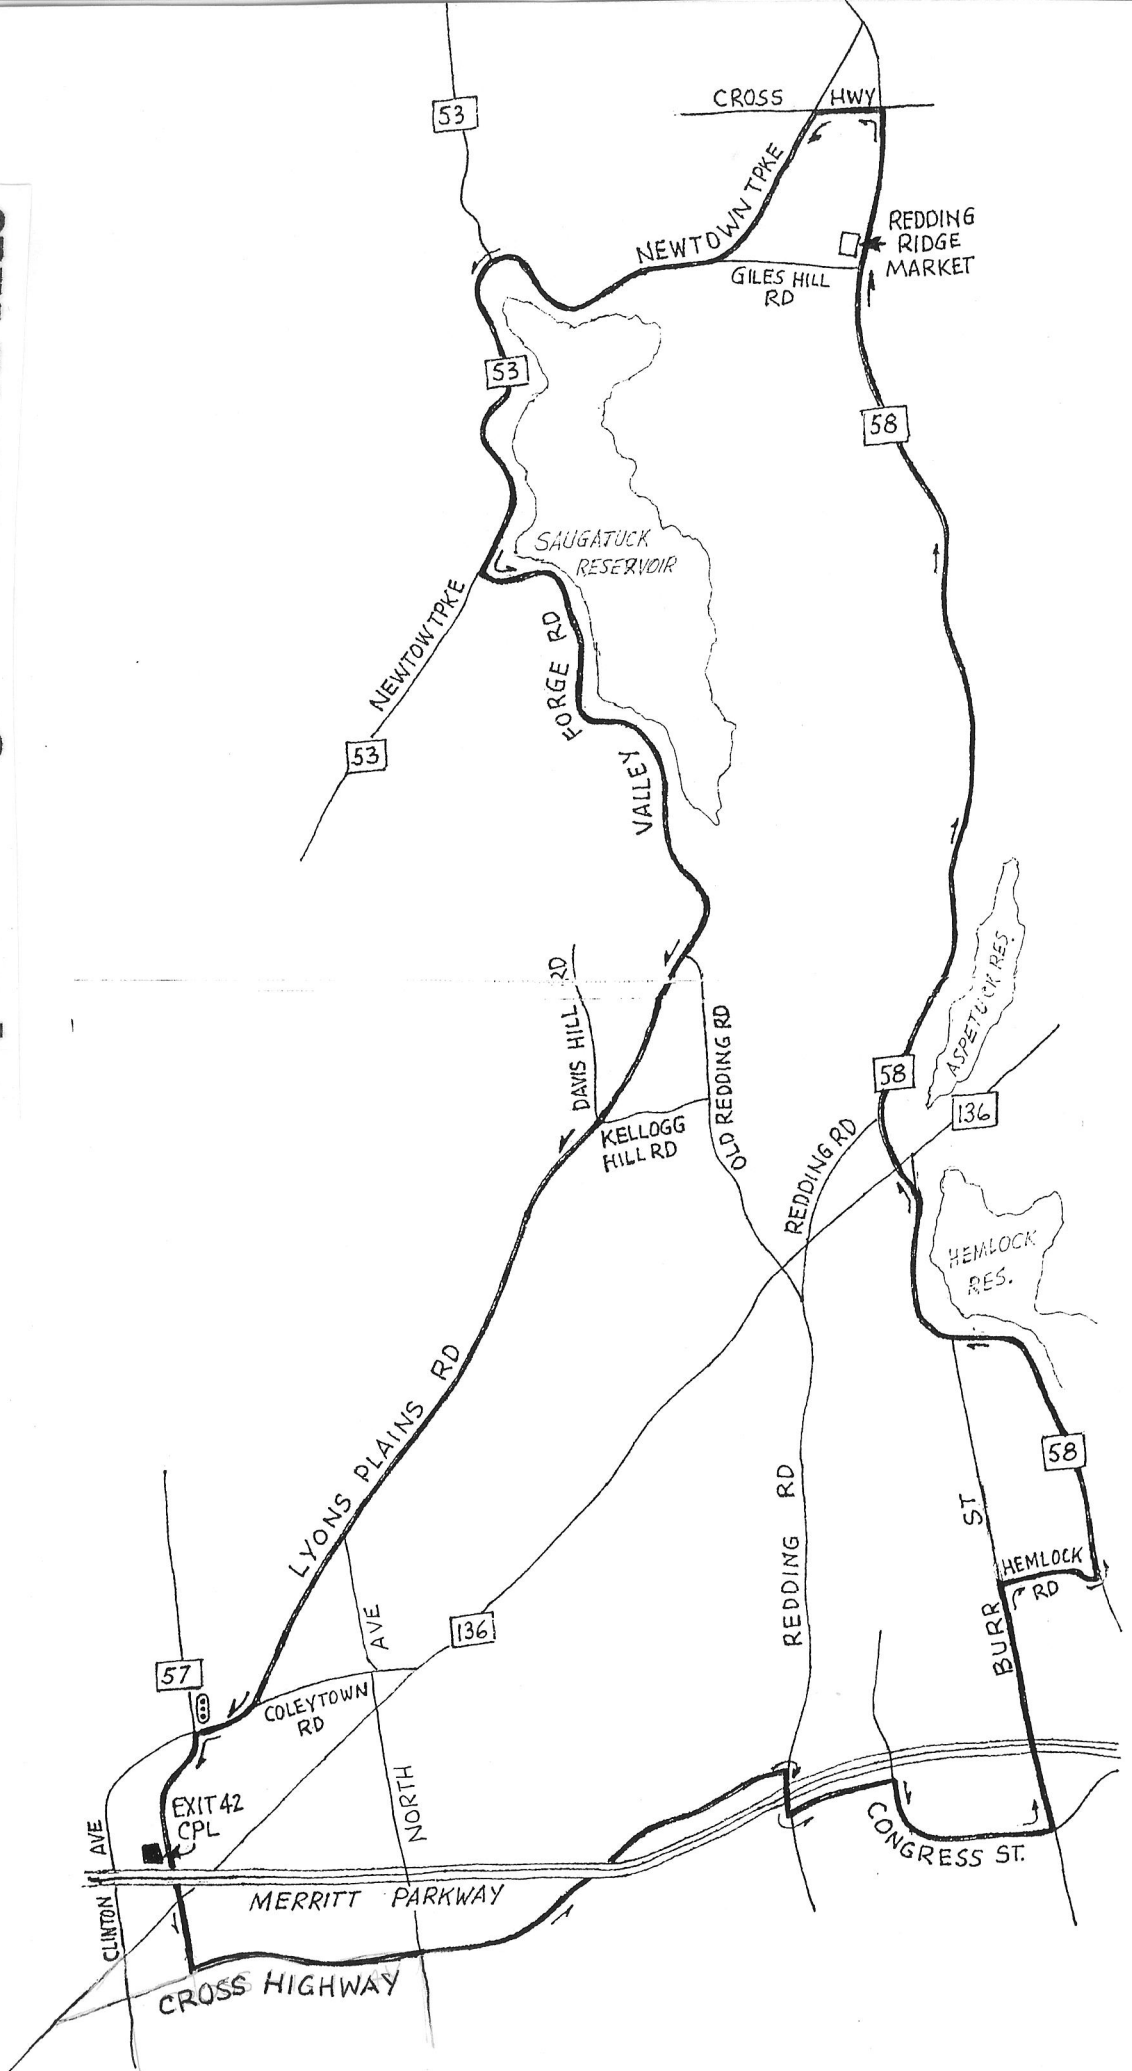 53
CROSS HWY
NEWTOWN TPKE
REDDING
RIDGE
MARKET
GILES HILL
RD
53
58
SAUGATUCK
RESERVOIR
NEWTOWTPKE
53
VALLEY FORGE RD
ASPETUCK RES.
DAVIS HILL RD
OLD REDDING RD
58
136
KELLOGG
HILL RD
REDDING RD
HEMLOCK
RES.
LYONS PLAINS RD
58
REDDING RD
BURR ST
HEMLOCK
RD
136
57
COLEYTOWN
RD
NORTH AVE
EXIT 42
CPL
CLINTON AVE
CONGRESS ST.
MERRITT PARKWAY
CROSS HIGHWAY